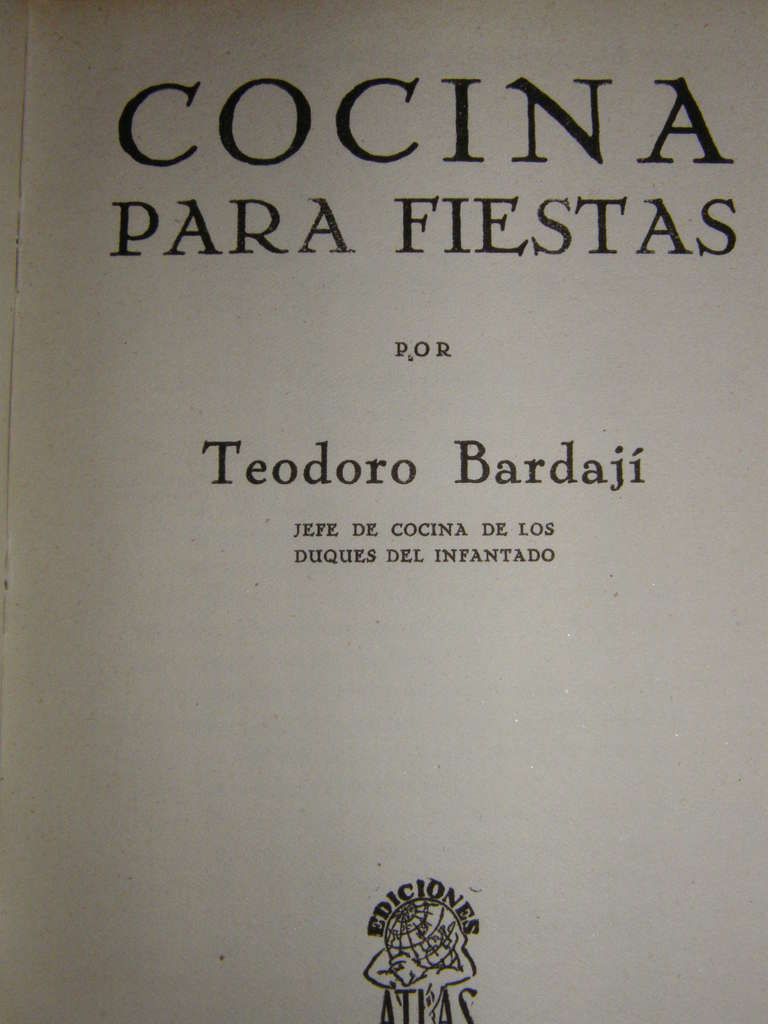 COCINA
PARA FIESTAS
POR
Teodoro Bardají
JEFE DE COCINA DE LOS
DUQUES DEL INFANTADO
EDICIONES
ATLAS